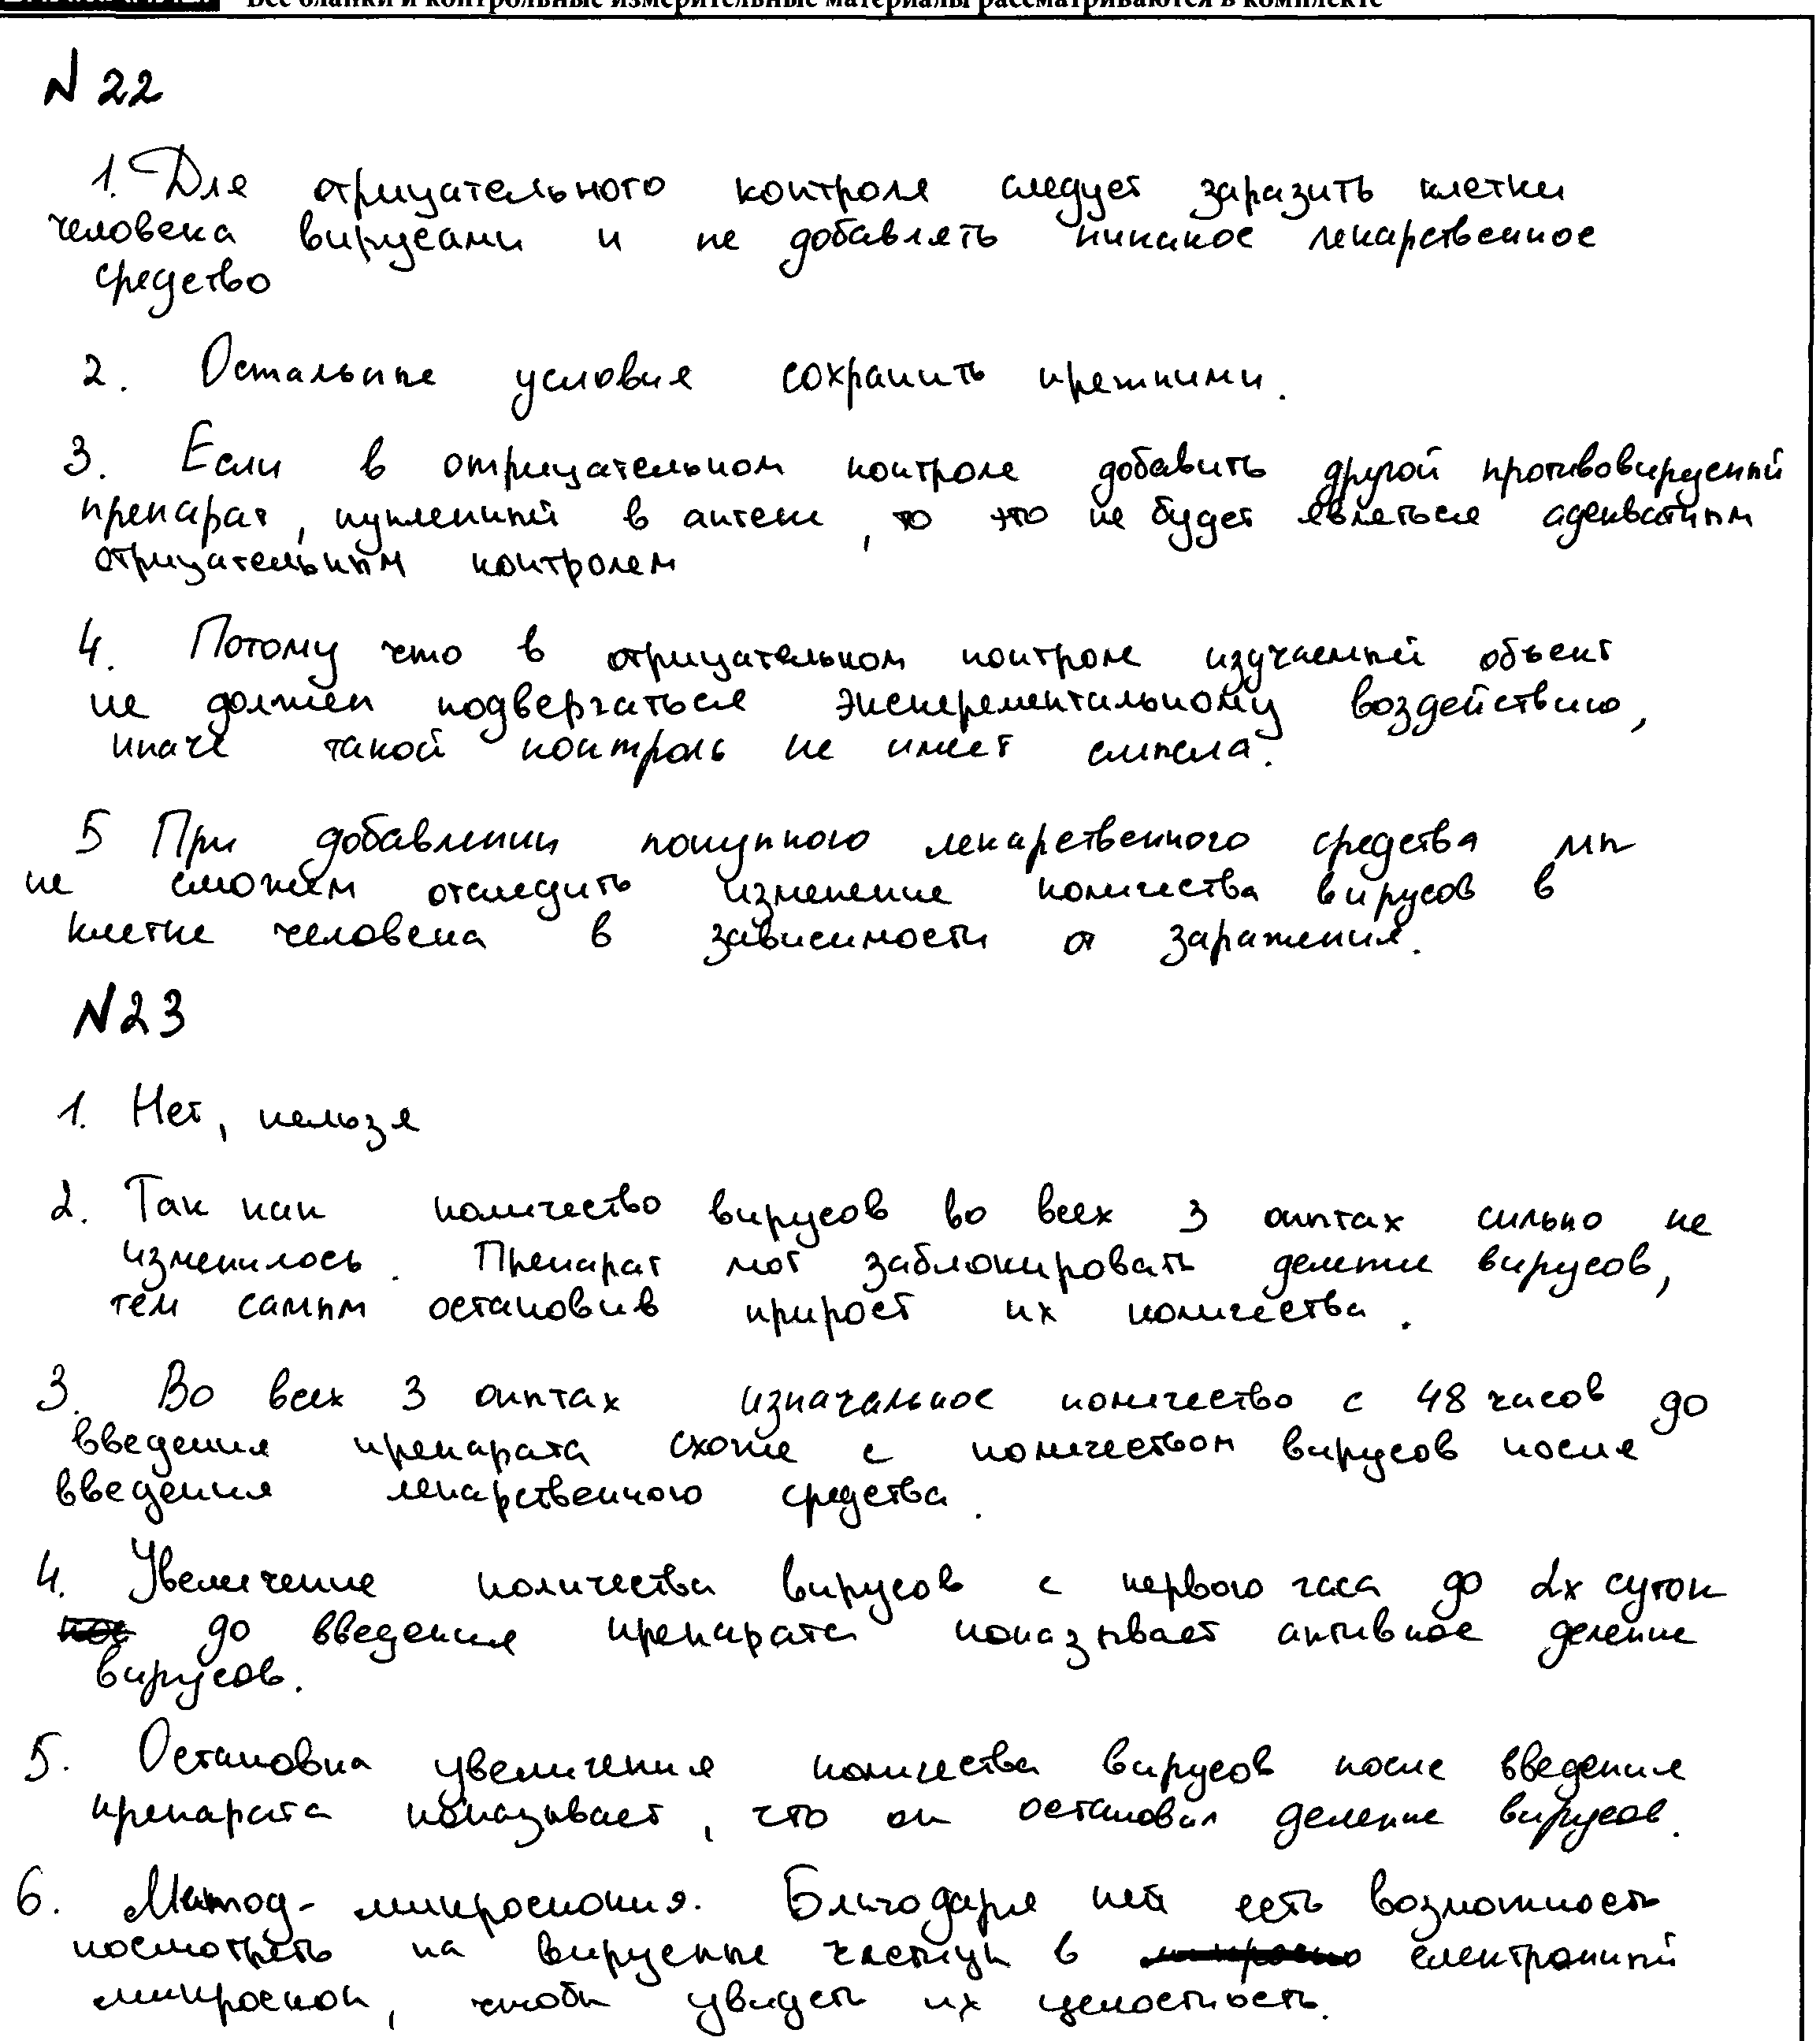 Все бланки и контрольные измерительные материалы рассматриваются в комплекте
N 22
1. Для отрицательного контроля следует заразить клетки
человека вирусами и не добавлять никакое лекарственное
средство
2. Остальные условия сохранить прежними.
3. Если в отрицательном контроле добавить другой противовирусный
препарат, купленный в аптеке, то это не будет являться адекватным
отрицательным контролем
4. Потому что в отрицательном контроле изучаемый объект
не должен подвергаться эксперементальному воздействию,
иначе такой контроль не имеет смысла.
5 При добавлении покупного лекарственного средства мы
не сможем отследить изменение количества вирусов в
клетке человека в зависимости от заражения.
N23
1. Нет, нельзя
2. Так как количество вирусов во всех 3 опытах сильно не
изменилось. Препарат мог заблокировать деление вирусов,
тем самым остановив прирост их количества.
3. Во всех 3 опытах изначальное количество с 48 часов до
введения препарата схоже с количеством вирусов после
введения лекарственного средства.
4. Увеличение количества вирусов с первого часа до 2х суток
до введения препарата показывает активное деление
вирусов.
5. Остановка увеличения количества вирусов после введения
препарата показывает, что он остановил деление вирусов.
6. Метод - микроскопия. Благодаря ней есть возможность
посмотреть на вирусные частицы в електронный
микроскоп, чтобы увидеть их целостность.